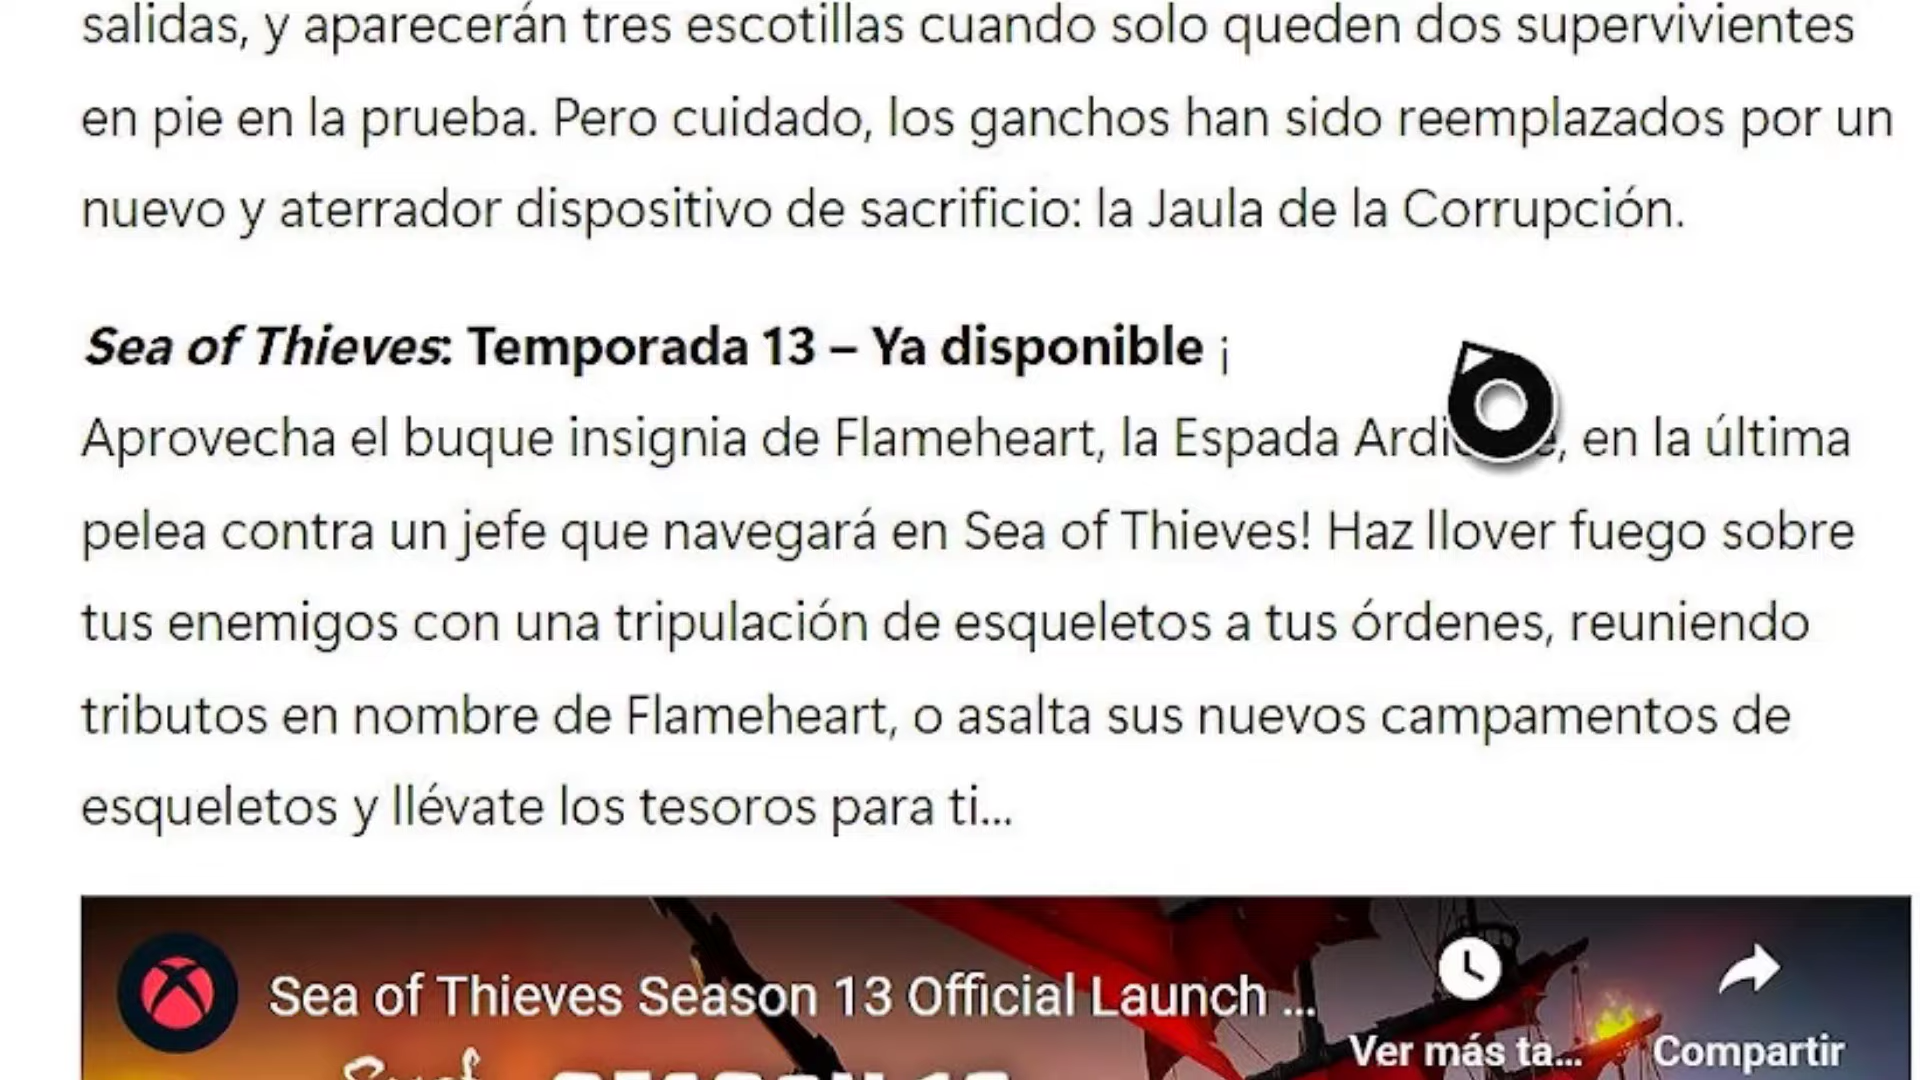 salidas, y aparecerán tres escotillas cuando solo queden dos supervivientes
en pie en la prueba. Pero cuidado, los ganchos han sido reemplazados por un
nuevo y aterrador dispositivo de sacrificio: la Jaula de la Corrupción.
Sea of Thieves: Temporada 13 – Ya disponible ¡
Aprovecha el buque insignia de Flameheart, la Espada en la última
pelea contra un jefe que navegará en Sea of Thieves! Haz llover fuego sobre
tus enemigos con una tripulación de esqueletos a tus órdenes, reuniendo
tributos en nombre de Flameheart, o asalta sus nuevos campamentos de
esqueletos y llévate los tesoros para ti...
Sea of Thieves Season 13 Official Launch ...
Ver más ta...
Compartir